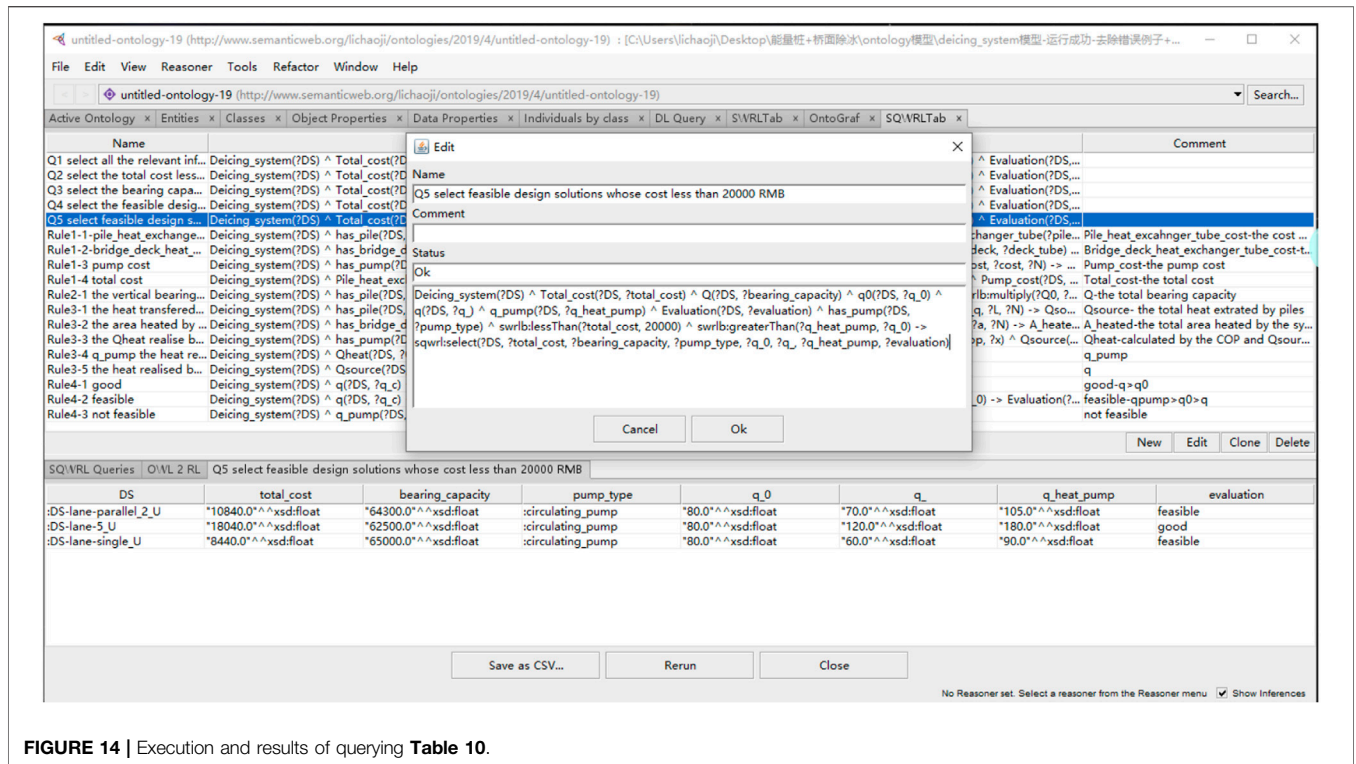 untitled-ontology-19 (http://www.semanticweb.org/lichaoji/ontologies/2019/4/untitled-ontology-19) : [C:\Users\lichaoji\Desktop\能量桩+桥面除冰\ontology模型\deicing_system模型-运行成功-去除错误例子+...
File Edit View Reasoner Tools Refactor Window Help
untitled-ontology-19 (http://www.semanticweb.org/lichaoji/ontologies/2019/4/untitled-ontology-19) Search...
Active Ontology × Entities × Classes × Object Properties × Data Properties × Individuals by class × DL Query × SWRLTab × OntoGraf × SQWRLTab ×
Name Comment
Q1 select all the relevant inf... Deicing_system(?DS) ^ Total_cost(?D ^ Evaluation(?DS,...
Q2 select the total cost less... Deicing_system(?DS) ^ Total_cost(?D ^ Evaluation(?DS,...
Q3 select the bearing capa... Deicing_system(?DS) ^ Total_cost(?D ^ Evaluation(?DS,...
Q4 select the feasible desig... Deicing_system(?DS) ^ Total_cost(?D ^ Evaluation(?DS,...
Q5 select feasible design s... Deicing_system(?DS) ^ Total_cost(?D ^ Evaluation(?DS,...
Rule1-1-pile_heat_exchange... Deicing_system(?DS) ^ has_pile(?DS, changer_tube(?pile... Pile_heat_excahnger_tube_cost-the cost ...
Rule1-2-bridge_deck_heat_... Deicing_system(?DS) ^ has_bridge_d deck, ?deck_tube) ... Bridge_deck_heat_exchanger_tube_cost-t...
Rule1-3 pump cost Deicing_system(?DS) ^ has_pump(?D ost, ?cost, ?N) -> ... Pump_cost-the pump cost
Rule1-4 total cost Deicing_system(?DS) ^ Pile_heat_exc ^ Pump_cost(?DS, ... Total_cost-the total cost
Rule2-1 the vertical bearing... Deicing_system(?DS) ^ has_pile(?DS, rlb:multiply(?Q0, ?... Q-the total bearing capacity
Rule3-1 the heat transfered... Deicing_system(?DS) ^ has_pile(?DS, _q, ?L, ?N) -> Qso... Qsource- the total heat extrated by piles
Rule3-2 the area heated by ... Deicing_system(?DS) ^ has_bridge_d ?a, ?N) -> A_heate... A_heated-the total area heated by the sy...
Rule3-3 the Qheat realise b... Deicing_system(?DS) ^ has_pump(?D op, ?x) ^ Qsource(... Qheat-calculated by the COP and Qsour...
Rule3-4 q_pump the heat re... Deicing_system(?DS) ^ Qheat(?DS, ? q_pump
Rule3-5 the heat realised b... Deicing_system(?DS) ^ Qsource(?DS q
Rule4-1 good Deicing_system(?DS) ^ q(?DS, ?q_c) good-q>q0
Rule4-2 feasible Deicing_system(?DS) ^ q(?DS, ?q_c) _0) -> Evaluation(?... feasible-qpump>q0>q
Rule4-3 not feasible Deicing_system(?DS) ^ q_pump(?DS, not feasible
Edit
Name
Q5 select feasible design solutions whose cost less than 20000 RMB
Comment
Status
Ok
Deicing_system(?DS) ^ Total_cost(?DS, ?total_cost) ^ Q(?DS, ?bearing_capacity) ^ q0(?DS, ?q_0) ^
q(?DS, ?q_) ^ q_pump(?DS, ?q_heat_pump) ^ Evaluation(?DS, ?evaluation) ^ has_pump(?DS,
?pump_type) ^ swrlb:lessThan(?total_cost, 20000) ^ swrlb:greaterThan(?q_heat_pump, ?q_0) ->
sqwrl:select(?DS, ?total_cost, ?bearing_capacity, ?pump_type, ?q_0, ?q_, ?q_heat_pump, ?evaluation)
Cancel Ok
New Edit Clone Delete
SQWRL Queries OWL 2 RL Q5 select feasible design solutions whose cost less than 20000 RMB
DS total_cost bearing_capacity pump_type q_0 q_ q_heat_pump evaluation
:DS-lane-parallel_2_U "10840.0"^^xsd:float "64300.0"^^xsd:float :circulating_pump "80.0"^^xsd:float "70.0"^^xsd:float "105.0"^^xsd:float feasible
:DS-lane-5_U "18040.0"^^xsd:float "62500.0"^^xsd:float :circulating_pump "80.0"^^xsd:float "120.0"^^xsd:float "180.0"^^xsd:float good
:DS-lane-single_U "8440.0"^^xsd:float "65000.0"^^xsd:float :circulating_pump "80.0"^^xsd:float "60.0"^^xsd:float "90.0"^^xsd:float feasible
Save as CSV... Rerun Close
No Reasoner set. Select a reasoner from the Reasoner menu Show Inferences
FIGURE 14 | Execution and results of querying Table 10.